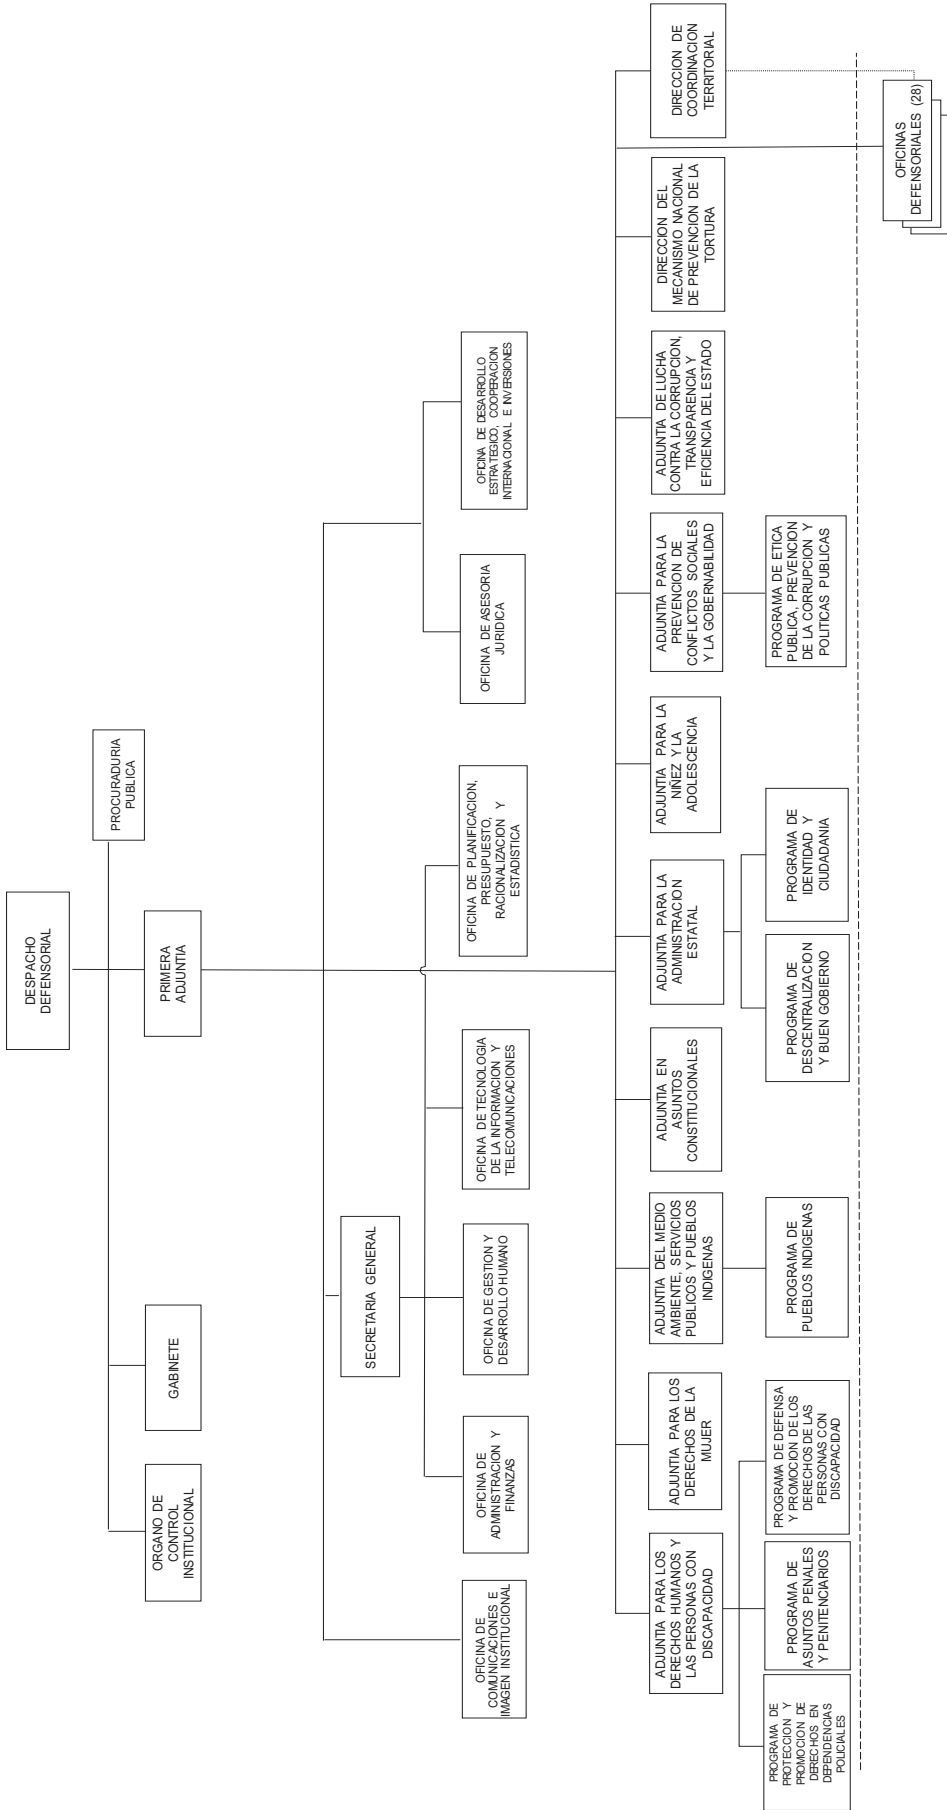 DESPACHO
DEFENSORIAL
PROCURADURIA
PUBLICA
PRIMERA
ADJUNTIA
GABINETE
ORGANO DE
CONTROL
INSTITUCIONAL
SECRETARIA GENERAL
OFICINA DE
COMUNICACIONES E
IMAGEN INSTITUCIONAL
OFICINA DE
ADMINISTRACION Y
FINANZAS
OFICINA DE GESTION Y
DESARROLLO HUMANO
OFICINA DE TECNOLOGIA
DE LA INFORMACION Y
TELECOMUNICACIONES
OFICINA DE PLANIFICACION,
PRESUPUESTO,
RACIONALIZACION Y
ESTADISTICA
OFICINA DE ASESORIA
JURIDICA
OFICINA DE DESARROLLO
ESTRATEGICO, COOPERACION
INTERNACIONAL E INVERSIONES
ADJUNTIA PARA LOS
DERECHOS HUMANOS Y
LAS PERSONAS CON
DISCAPACIDAD
ADJUNTIA PARA LOS
DERECHOS DE LA
MUJER
ADJUNTIA DEL MEDIO
AMBIENTE, SERVICIOS
PUBLICOS Y PUEBLOS
INDIGENAS
ADJUNTIA EN
ASUNTOS
CONSTITUCIONALES
ADJUNTIA PARA LA
ADMINISTRACION
ESTATAL
ADJUNTIA PARA LA
NIÑEZ Y LA
ADOLESCENCIA
ADJUNTIA PARA LA
PREVENCION DE
CONFLICTOS SOCIALES
Y LA GOBERNABILIDAD
ADJUNTIA DE LUCHA
CONTRA LA CORRUPCION,
TRANSPARENCIA Y
EFICIENCIA DEL ESTADO
DIRECCION DEL
MECANISMO NACIONAL
DE PREVENCION DE LA
TORTURA
DIRECCION DE
COORDINACION
TERRITORIAL
PROGRAMA DE
PROTECCION Y
PROMOCION DE
DERECHOS EN
DEPENDENCIAS
POLICIALES
PROGRAMA DE
ASUNTOS PENALES
Y PENITENCIARIOS
PROGRAMA DE DEFENSA
Y PROMOCION DE LOS
DERECHOS DE LAS
PERSONAS CON
DISCAPACIDAD
PROGRAMA DE
PUEBLOS INDIGENAS
PROGRAMA DE
DESCENTRALIZACION
Y BUEN GOBIERNO
PROGRAMA DE
IDENTIDAD Y
CIUDADANIA
PROGRAMA DE ETICA
PUBLICA, PREVENCION
DE LA CORRUPCION Y
POLITICAS PUBLICAS
OFICINAS
DEFENSORIALES (28)